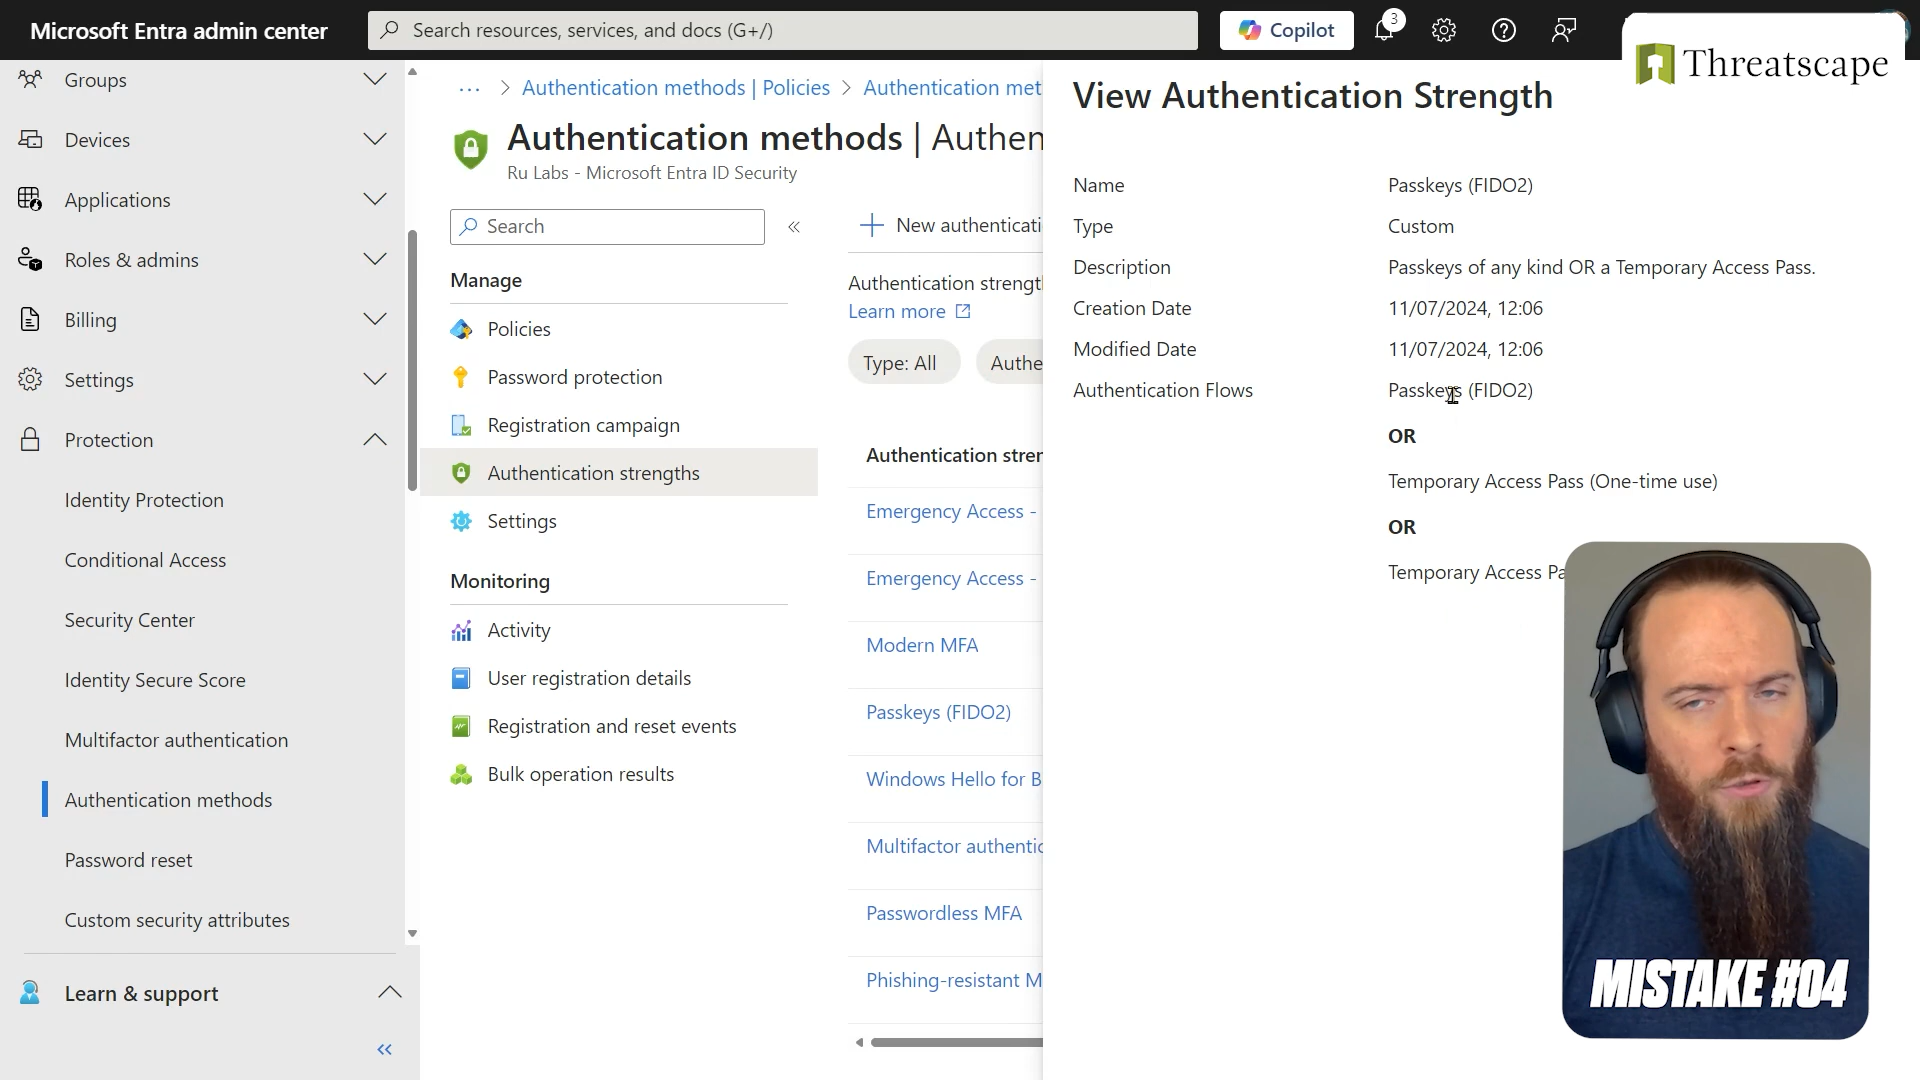 Microsoft Entra admin center
Search resources, services, and docs (G+/)
Copilot
3
Threatscape
Groups
Devices
Applications
Roles & admins
Billing
Settings
Protection
Identity Protection
Conditional Access
Security Center
Identity Secure Score
Multifactor authentication
Authentication methods
Password reset
Custom security attributes
Learn & support
... > Authentication methods | Policies > Authentication met
Authentication methods | Authen
Ru Labs - Microsoft Entra ID Security
Search
Manage
Policies
Password protection
Registration campaign
Authentication strengths
Settings
Monitoring
Activity
User registration details
Registration and reset events
Bulk operation results
New authenticati
Authentication strengt
Learn more
Type: All
Authe
Authentication stren
Emergency Access -
Emergency Access -
Modern MFA
Passkeys (FIDO2)
Windows Hello for B
Multifactor authentic
Passwordless MFA
Phishing-resistant M
View Authentication Strength
Name Passkeys (FIDO2)
Type Custom
Description Passkeys of any kind OR a Temporary Access Pass.
Creation Date 11/07/2024, 12:06
Modified Date 11/07/2024, 12:06
Authentication Flows Passkeys (FIDO2)
OR
Temporary Access Pass (One-time use)
OR
Temporary Access Pa
MISTAKE #04